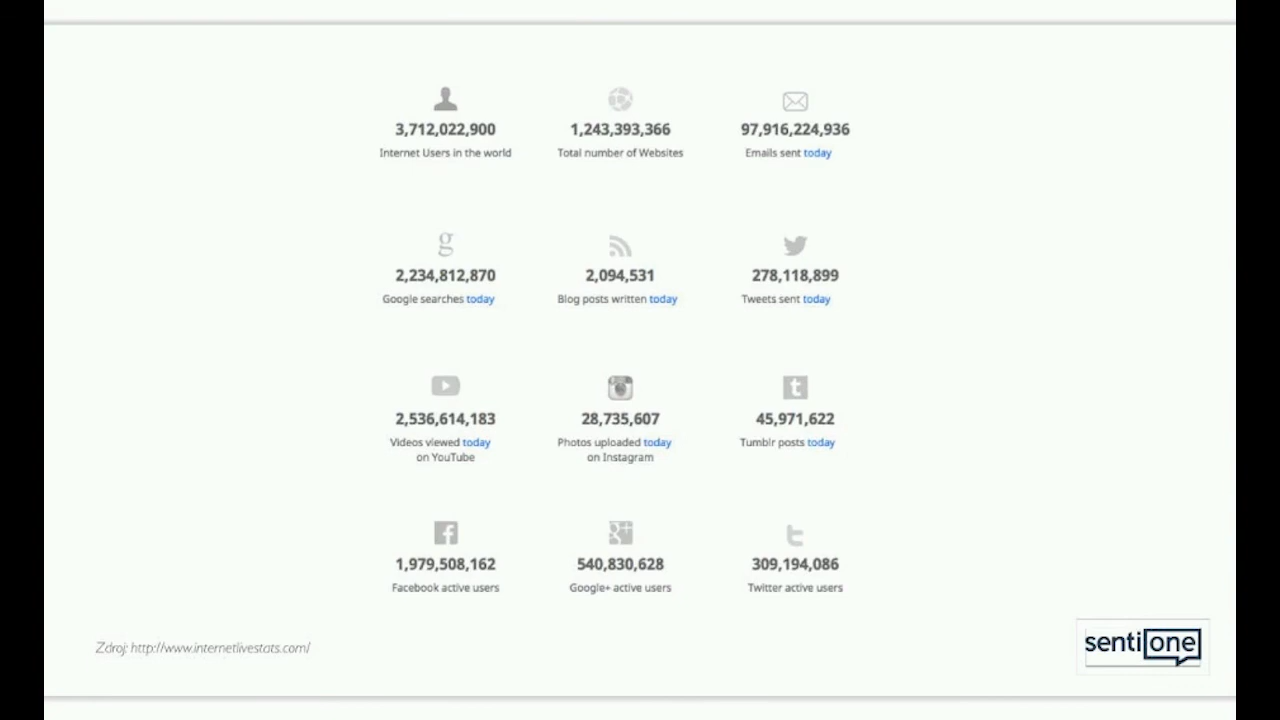 3,712,022,900 1,243,393,366 97,916,224,936
Internet Users in the world Total number of Websites Emails sent today
2,234,812,870 2,094,531 278,118,899
Google searches today Blog posts written today Tweets sent today
2,536,614,183 28,735,607 45,971,622
Videos viewed today Photos uploaded today Tumblr posts today
on YouTube on Instagram
1,979,508,162 540,830,628 309,194,086
Facebook active users Google+ active users Twitter active users
Zdroj: http://www.internetlivestats.com/
sentione